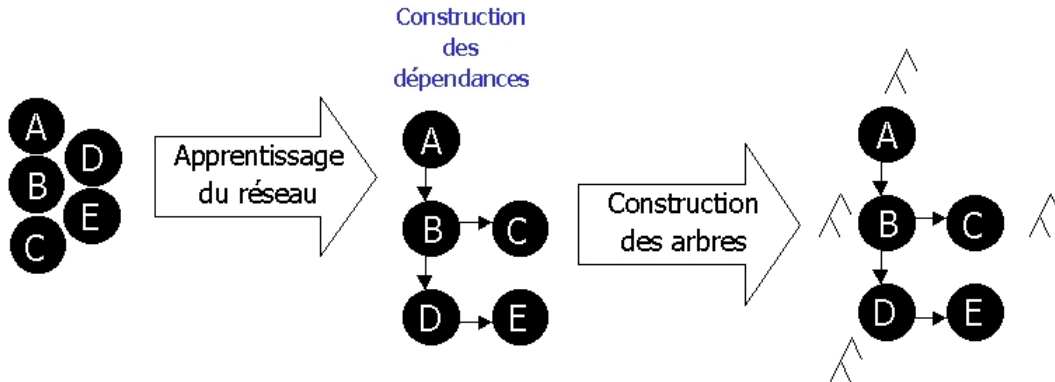 Construction
des
dépendances
A
D
B
E
C
Apprentissage
du réseau
A
B
C
D
E
Construction
des arbres
A
B
C
D
E